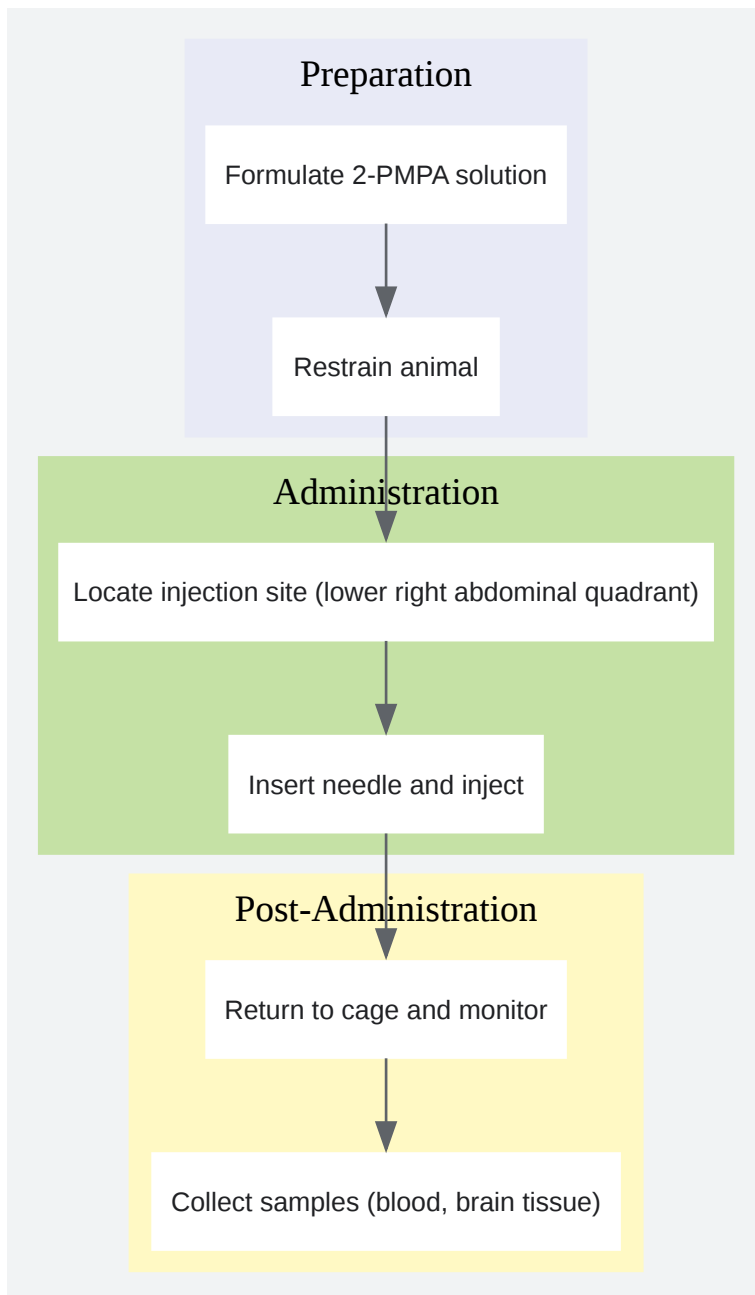 Preparation
Formulate 2-PMPA solution
Restrain animal
Administration
Locate injection site (lower right abdominal quadrant)
Insert needle and inject
Post-Administration
Return to cage and monitor
Collect samples (blood, brain tissue)